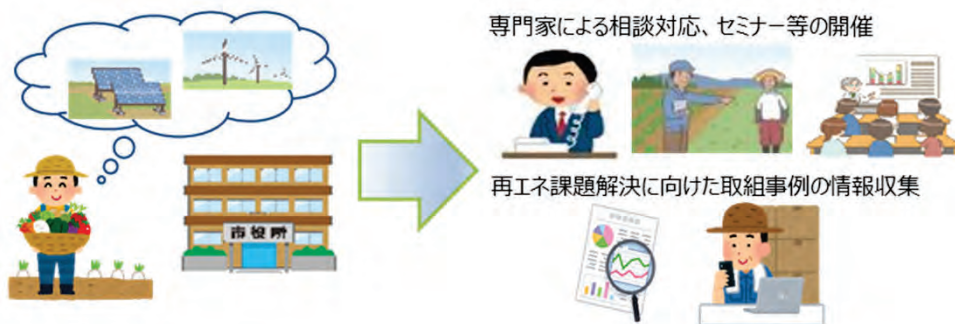 専門家による相談対応、セミナー等の開催
市役所
再エネ課題解決に向けた取組事例の情報収集